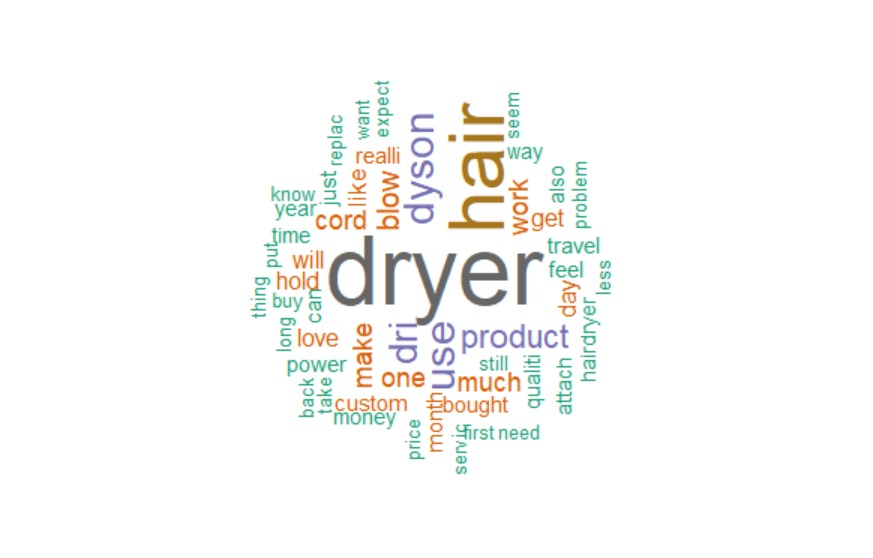 expect
want
seem
dyson
hair
replac
realli
way
just
like
blow
work
also
problem
know
year
cord
get
time
travel
put
will
dryer
feel
less
thing
hold
buy
can
day
hairdryer
long
love
make
dri
use
product
power
still
qualiti
attach
back
take
one
much
custom
month
bought
money
price
servic
first
need